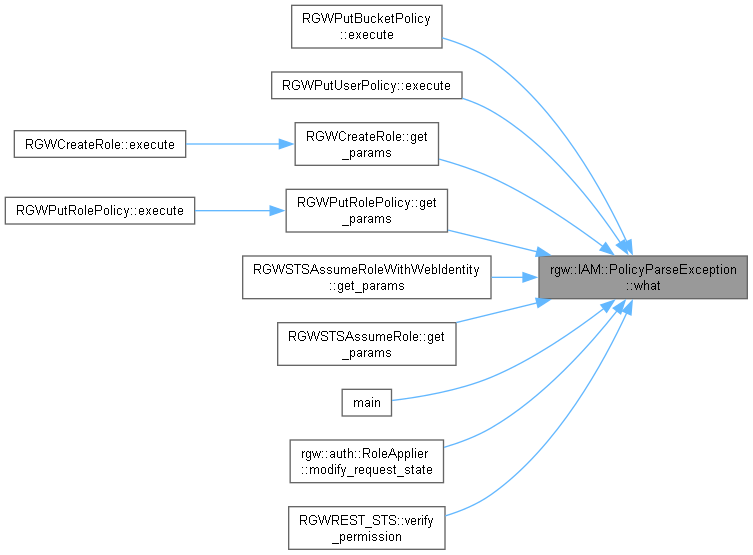 RGWPutBucketPolicy
::execute
RGWPutUserPolicy::execute
RGWCreateRole::get
_params
RGWCreateRole::execute
RGWPutRolePolicy::get
_params
RGWPutRolePolicy::execute
RGWSTSAssumeRoleWithWebIdentity
::get_params
rgw::IAM::PolicyParseException
::what
RGWSTSAssumeRole::get
_params
main
rgw::auth::RoleApplier
::modify_request_state
RGWREST_STS::verify
_permission